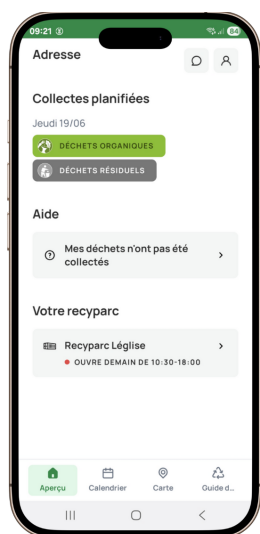 09:21
84
Adresse
Collectes planifiées
Jeudi 19/06
DÉCHETS ORGANIQUES
DÉCHETS RÉSIDUELS
Aide
Mes déchets n'ont pas été
collectés
Votre recyparc
Recyparc Léglise
OUVRE DEMAIN DE 10:30-18:00
Aperçu Calendrier Carte Guide d...